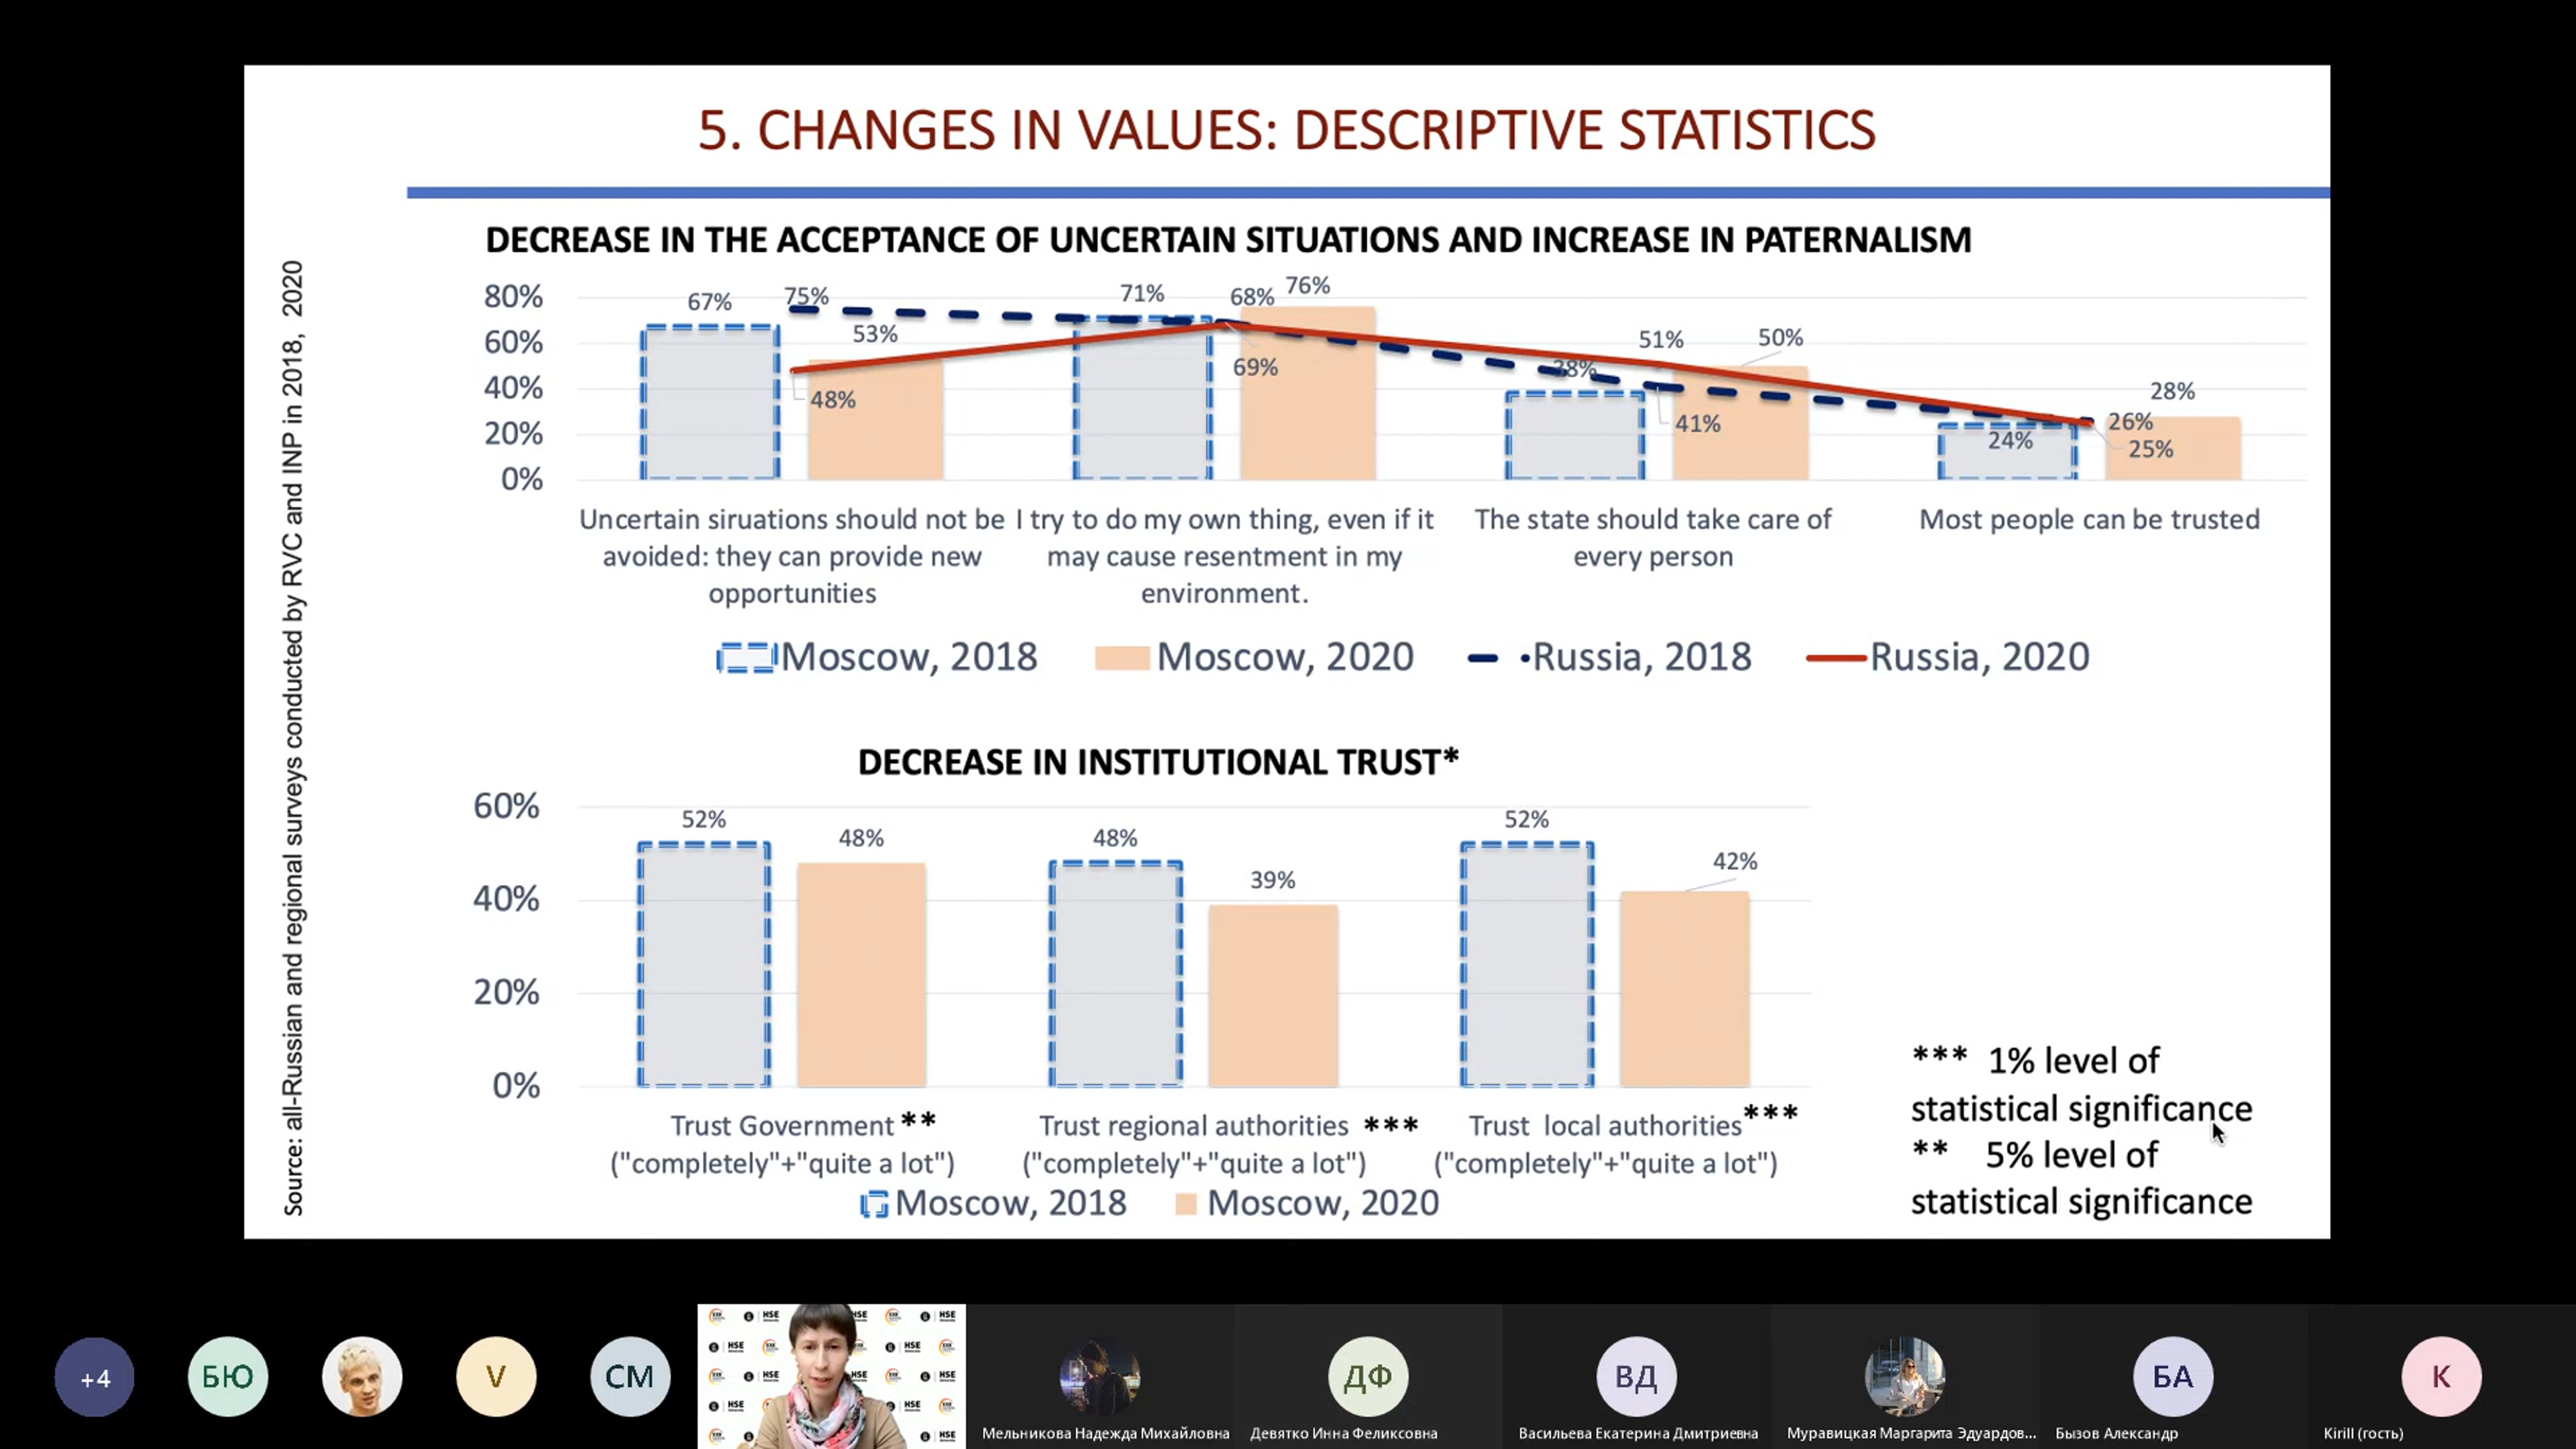 5. CHANGES IN VALUES: DESCRIPTIVE STATISTICS
Source: all-Russian and regional surveys conducted by RVC and INP in 2018, 2020
DECREASE IN THE ACCEPTANCE OF UNCERTAIN SITUATIONS AND INCREASE IN PATERNALISM
80%
60%
40%
20%
0%
67%
75%
53%
48%
71%
68%
76%
69%
38%
51%
50%
41%
24%
28%
26%
25%
Uncertain siruations should not be
avoided: they can provide new
opportunities
I try to do my own thing, even if it
may cause resentment in my
environment.
The state should take care of
every person
Most people can be trusted
Moscow, 2018
Moscow, 2020
Russia, 2018
Russia, 2020
DECREASE IN INSTITUTIONAL TRUST*
60%
40%
20%
0%
52%
48%
48%
39%
52%
42%
Trust Government **
("completely"+"quite a lot")
Trust regional authorities ***
("completely"+"quite a lot")
Trust local authorities ***
("completely"+"quite a lot")
Moscow, 2018
Moscow, 2020
*** 1% level of
statistical significance
** 5% level of
statistical significance
+4
БЮ
V
СМ
HSE
ДФ
ВД
БА
K
Мельникова Надежда Михайловна
Девятко Инна Феликсовна
Васильева Екатерина Дмитриевна
Муравицкая Маргарита Эдуардов...
Бызов Александр
Kirill (гость)